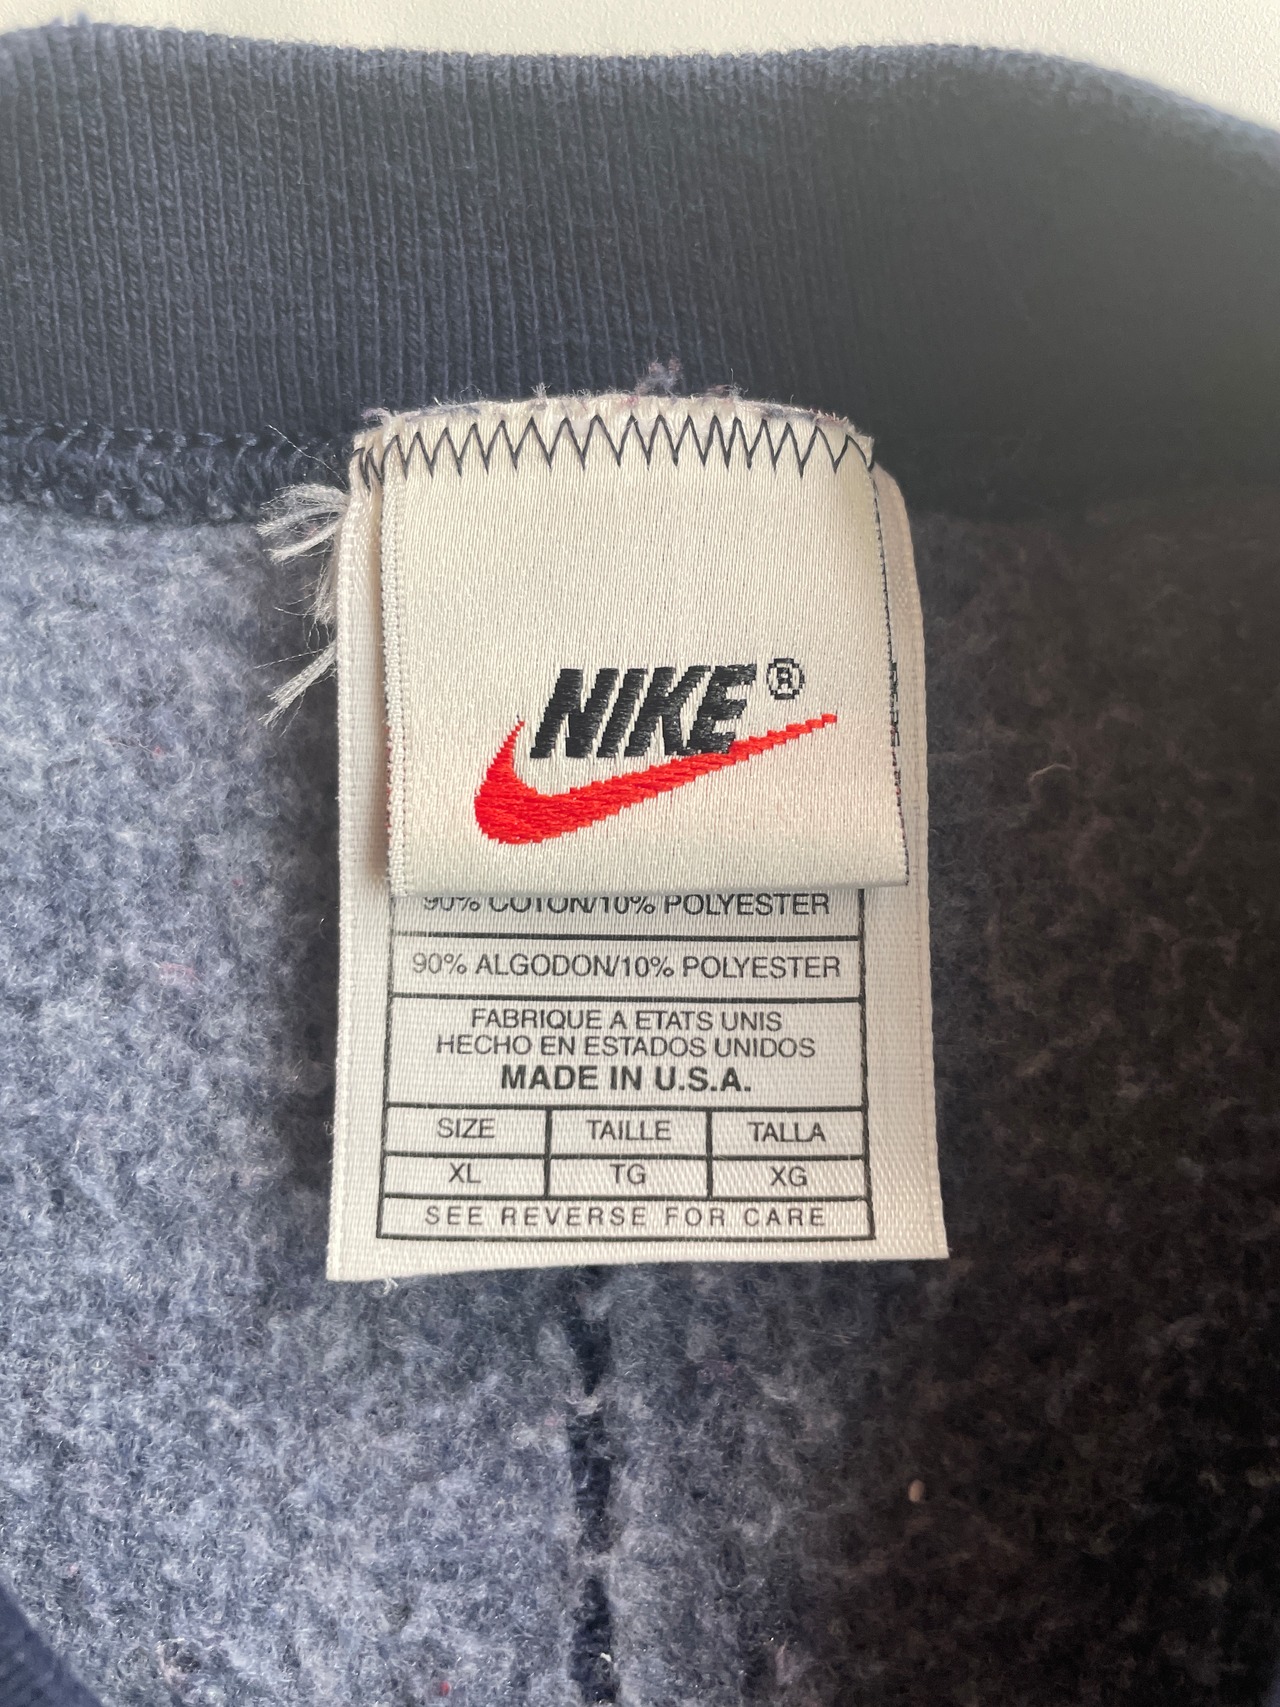 NIKE®
90% COTON/10% POLYESTER
90% ALGODON/10% POLYESTER
FABRIQUE A ETATS UNIS
HECHO EN ESTADOS UNIDOS
MADE IN U.S.A.
SIZE TAILLE TALLA
XL TG XG
SEE REVERSE FOR CARE